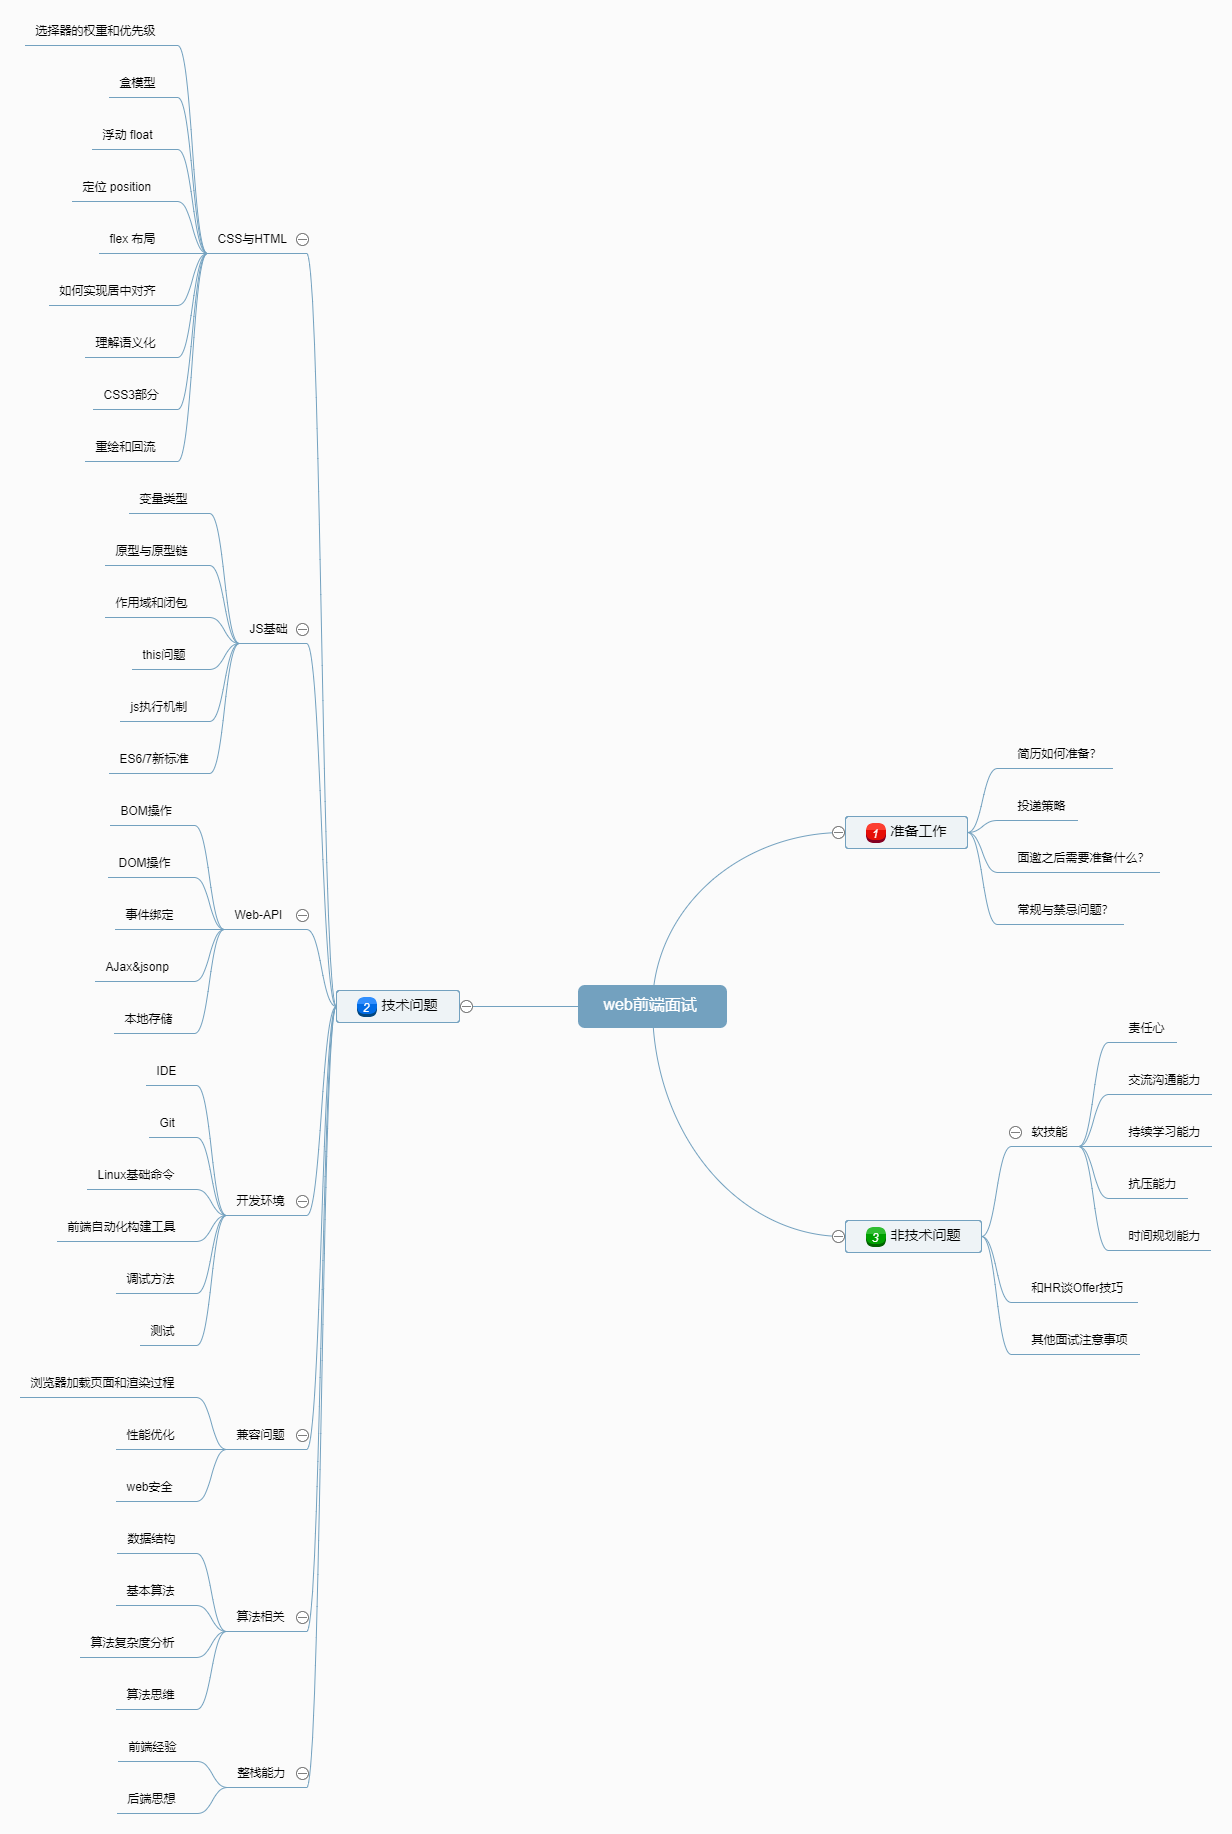 web前端面试
1 准备工作
简历如何准备?
投递策略
面邀之后需要准备什么?
常规与禁忌问题?
2 技术问题
CSS与HTML
选择器的权重和优先级
盒模型
浮动 float
定位 position
flex 布局
如何实现居中对齐
理解语义化
CSS3部分
重绘和回流
JS基础
变量类型
原型与原型链
作用域和闭包
this问题
js执行机制
ES6/7新标准
Web-API
BOM操作
DOM操作
事件绑定
AJax&jsonp
本地存储
开发环境
IDE
Git
Linux基础命令
前端自动化构建工具
调试方法
测试
兼容问题
浏览器加载页面和渲染过程
性能优化
web安全
算法相关
数据结构
基本算法
算法复杂度分析
算法思维
整栈能力
前端经验
后端思想
3 非技术问题
软技能
责任心
交流沟通能力
持续学习能力
抗压能力
时间规划能力
和HR谈Offer技巧
其他面试注意事项